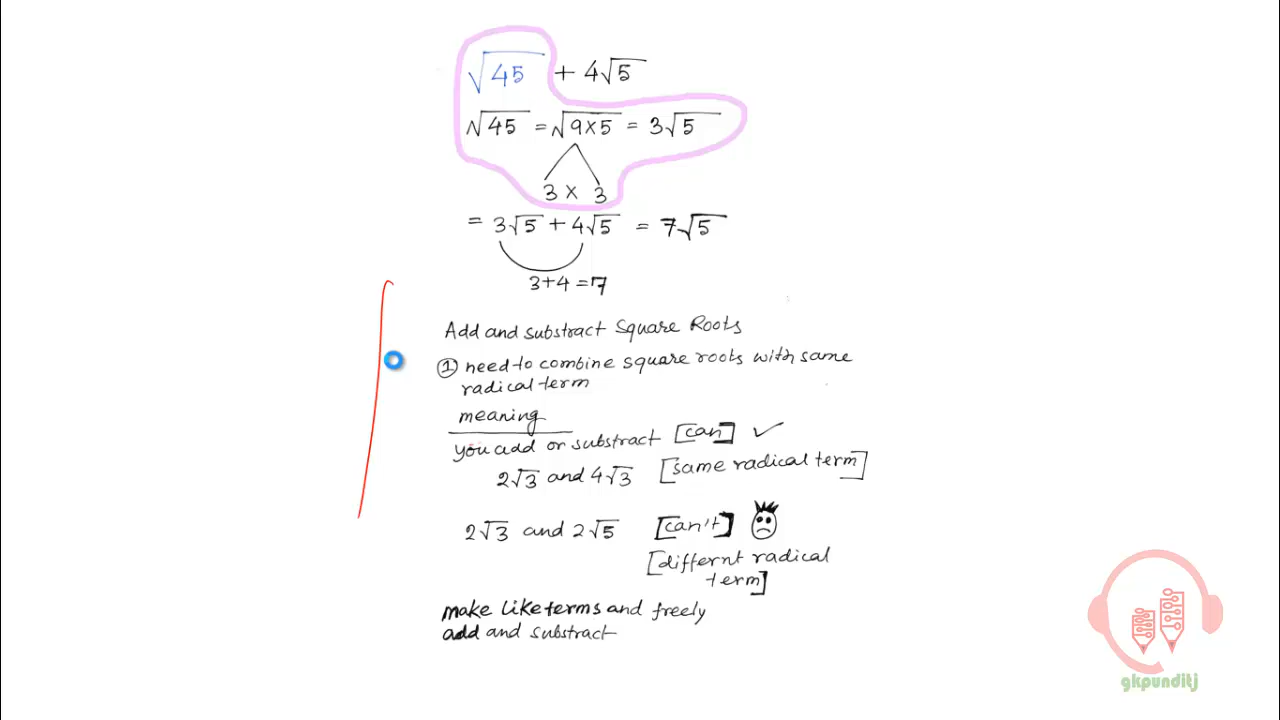 √45 + 4√5
√45 = √9×5 = 3√5
3 × 3
= 3√5 + 4√5 = 7√5
3+4=7
Add and substract Square Roots
① need to combine square roots with same
radical term
meaning
you add or substract [can] ✓
2√3 and 4√3 [same radical term]
2√3 and 2√5 [can't]
[differnt radical
term]
make like terms and freely
add and substract
gkpunditj